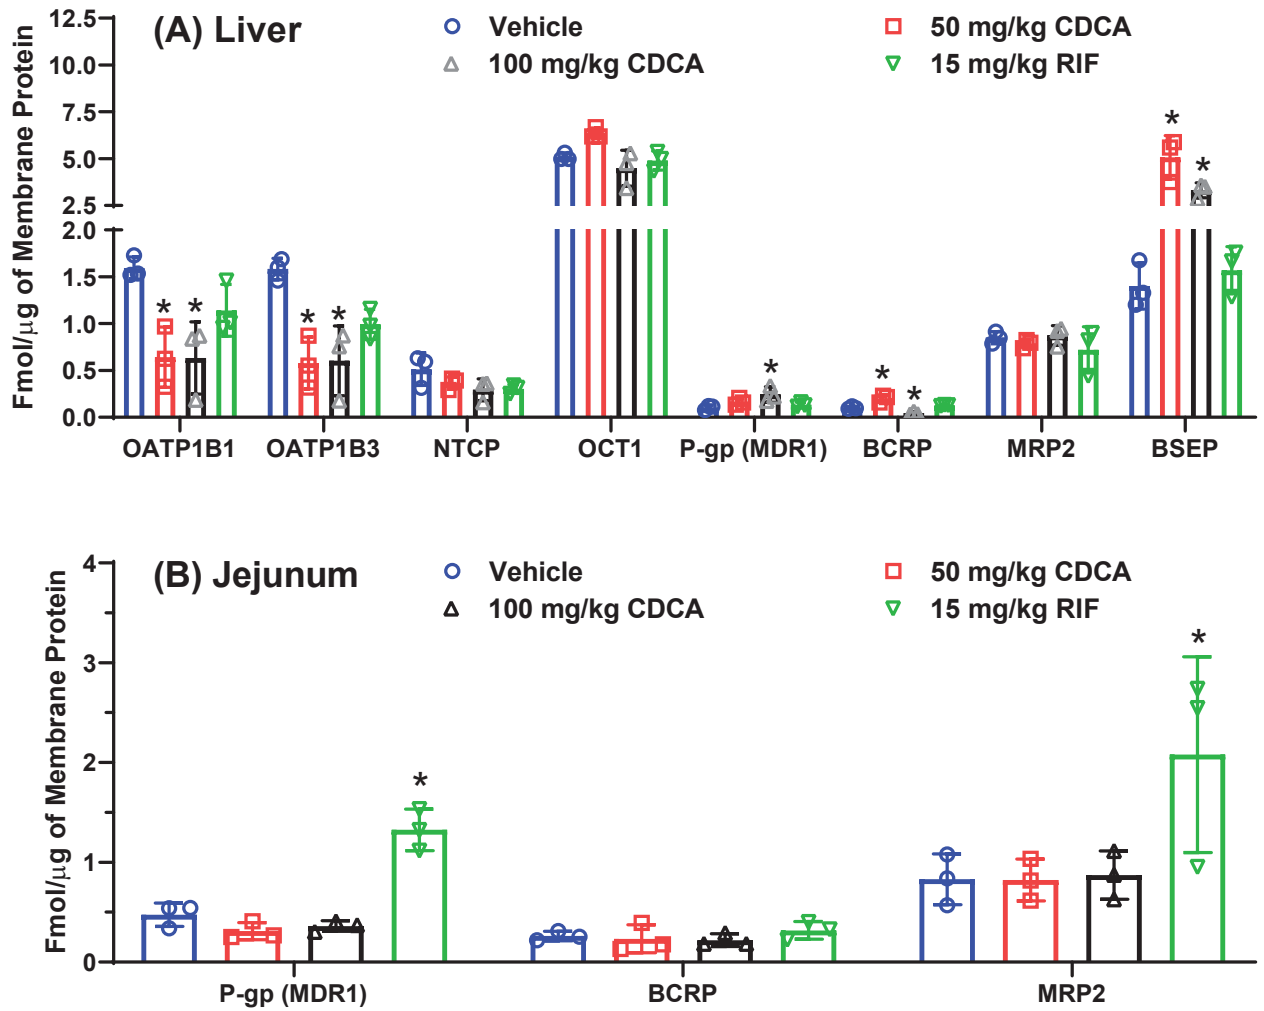 (A) Liver
Vehicle
50 mg/kg CDCA
100 mg/kg CDCA
15 mg/kg RIF
Fmol/μg of Membrane Protein
12.5
10.0
7.5
5.0
2.5
2.0
1.5
1.0
0.5
0.0
* * * * * * * * *
OATP1B1 OATP1B3 NTCP OCT1 P-gp (MDR1) BCRP MRP2 BSEP
(B) Jejunum
Vehicle
50 mg/kg CDCA
100 mg/kg CDCA
15 mg/kg RIF
Fmol/μg of Membrane Protein
4
3
2
1
0
* *
P-gp (MDR1) BCRP MRP2